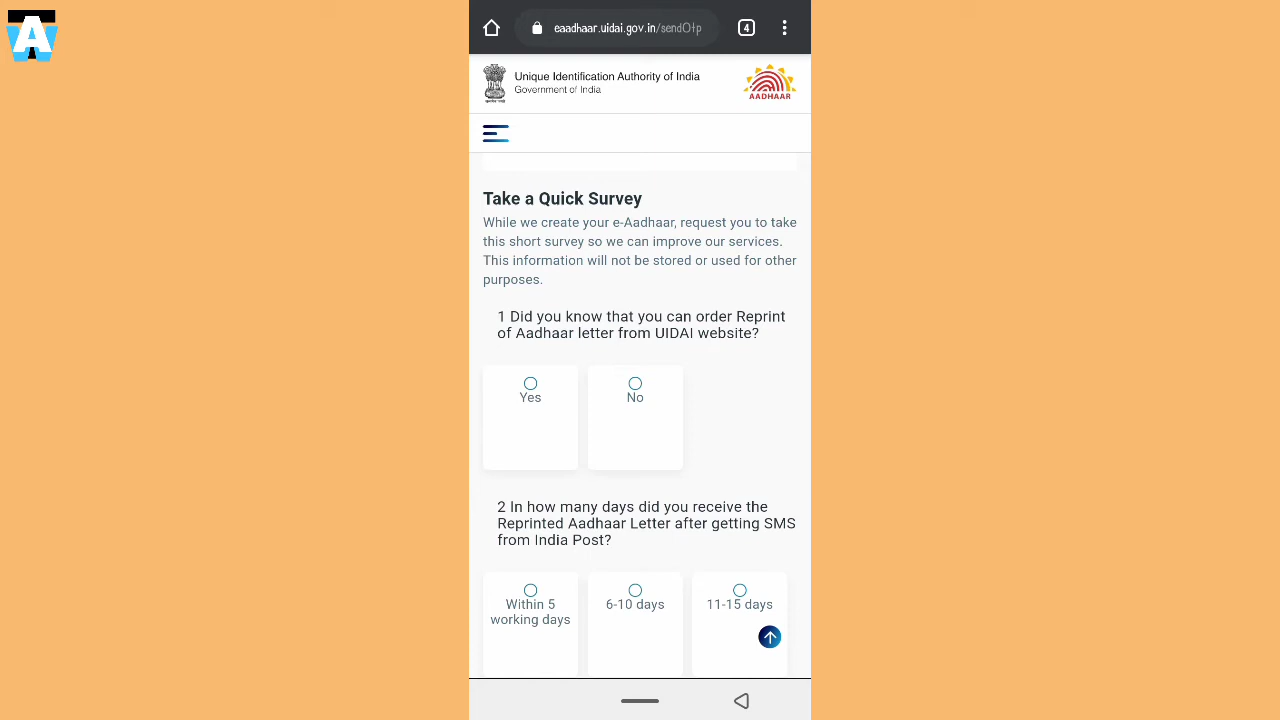 A
eaadhaar.uidai.gov.in/sendOtp
4
Unique Identification Authority of India
Government of India
AADHAAR
Take a Quick Survey
While we create your e-Aadhaar, request you to take
this short survey so we can improve our services.
This information will not be stored or used for other
purposes.
1 Did you know that you can order Reprint
of Aadhaar letter from UIDAI website?
Yes
No
2 In how many days did you receive the
Reprinted Aadhaar Letter after getting SMS
from India Post?
Within 5
working days
6-10 days
11-15 days